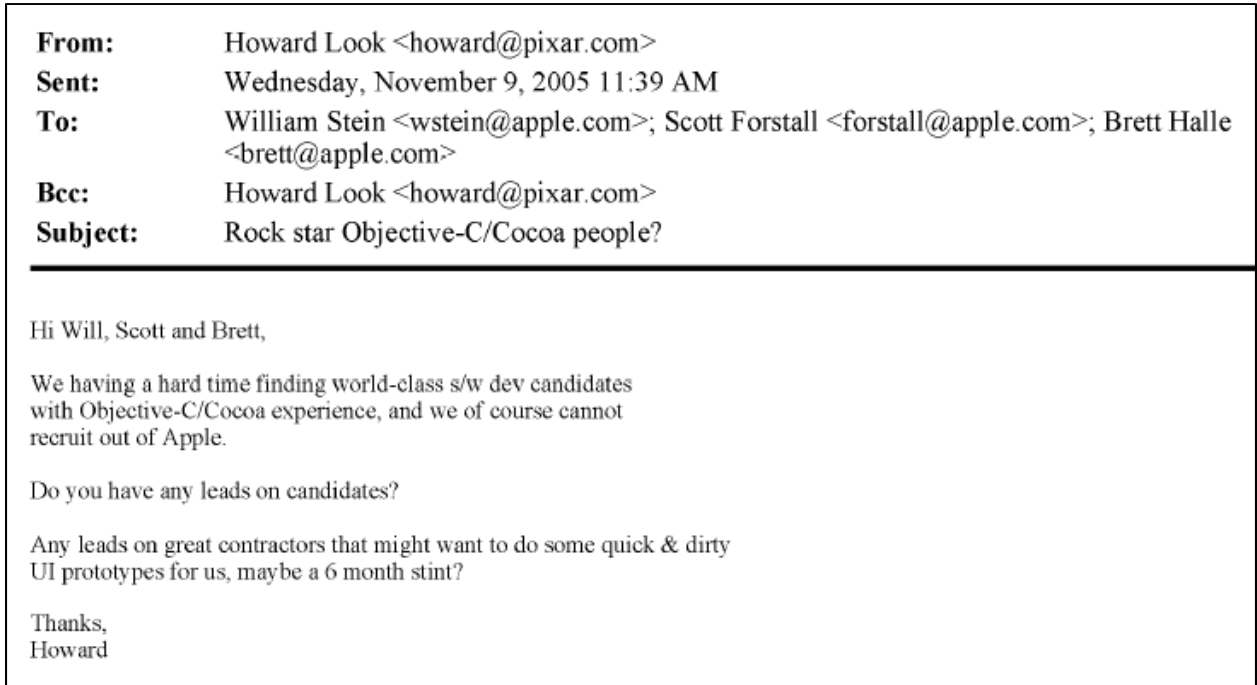 From: Howard Look <howard@pixar.com>
Sent: Wednesday, November 9, 2005 11:39 AM
To: William Stein <wstein@apple.com>; Scott Forstall <forstall@apple.com>; Brett Halle
<brett@apple.com>
Bcc: Howard Look <howard@pixar.com>
Subject: Rock star Objective-C/Cocoa people?
Hi Will, Scott and Brett,
We having a hard time finding world-class s/w dev candidates
with Objective-C/Cocoa experience, and we of course cannot
recruit out of Apple.
Do you have any leads on candidates?
Any leads on great contractors that might want to do some quick & dirty
UI prototypes for us, maybe a 6 month stint?
Thanks,
Howard